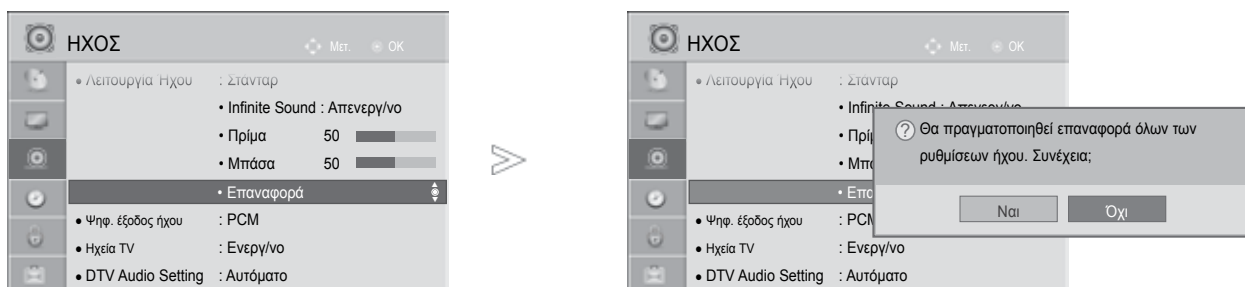 ΗΧΟΣ
Μετ. OK
• Λειτουργία Ήχου : Στάνταρ
• Infinite Sound : Απενεργ/νο
• Πρίμα 50
• Μπάσα 50
• Επαναφορά
• Ψηφ. έξοδος ήχου : PCM
• Ηχεία TV : Ενεργ/νο
• DTV Audio Setting : Αυτόματο
ΗΧΟΣ
Μετ. OK
• Λειτουργία Ήχου : Στάνταρ
• Infinite Sound : Απενεργ/νο
• Πρί
• Μπά
• Επα
• Ψηφ. έξοδος ήχου : PCM
• Ηχεία TV : Ενεργ/νο
• DTV Audio Setting : Αυτόματο
? Θα πραγματοποιηθεί επαναφορά όλων των
ρυθμίσεων ήχου. Συνέχεια;
Ναι Όχι